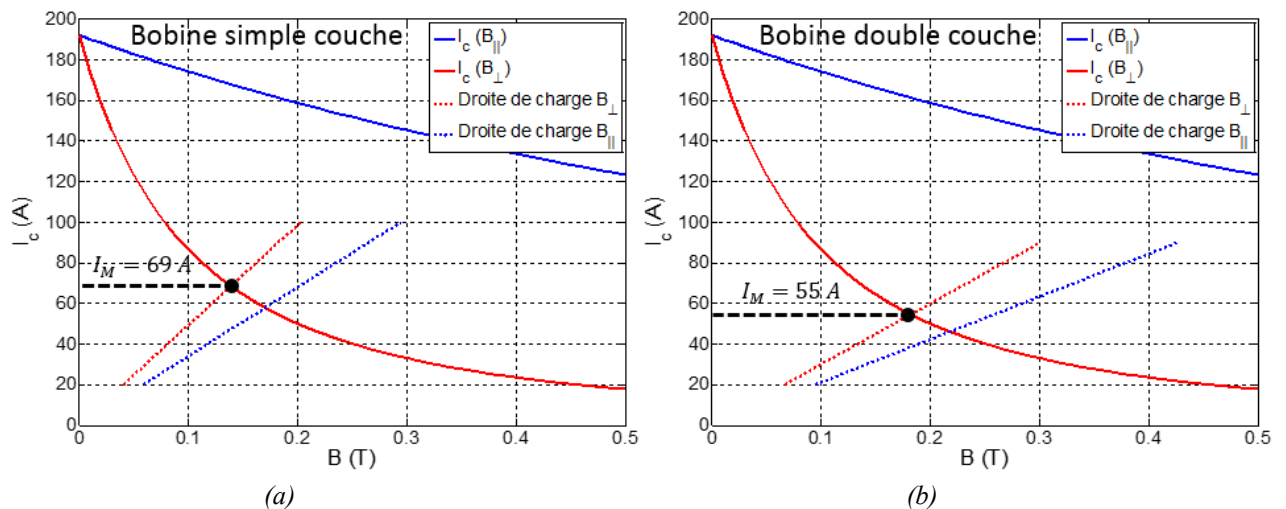 Bobine simple couche
I_c (B_||)
I_c (B_⊥)
Droite de charge B_⊥
Droite de charge B_||
I_M = 69 A
200
180
160
140
120
100
80
60
40
20
0
I_c (A)
0
0.1
0.2
0.3
0.4
0.5
B (T)
(a)
Bobine double couche
I_c (B_||)
I_c (B_⊥)
Droite de charge B_⊥
Droite de charge B_||
I_M = 55 A
200
180
160
140
120
100
80
60
40
20
0
I_c (A)
0
0.1
0.2
0.3
0.4
0.5
B (T)
(b)